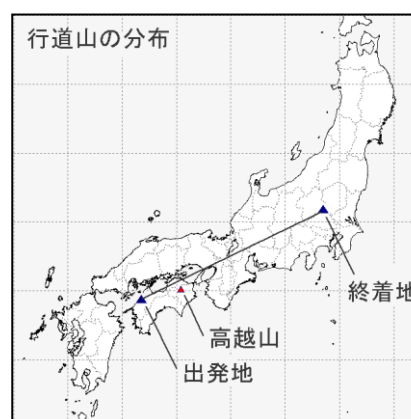 行道山の分布
終着地
高越山
出発地